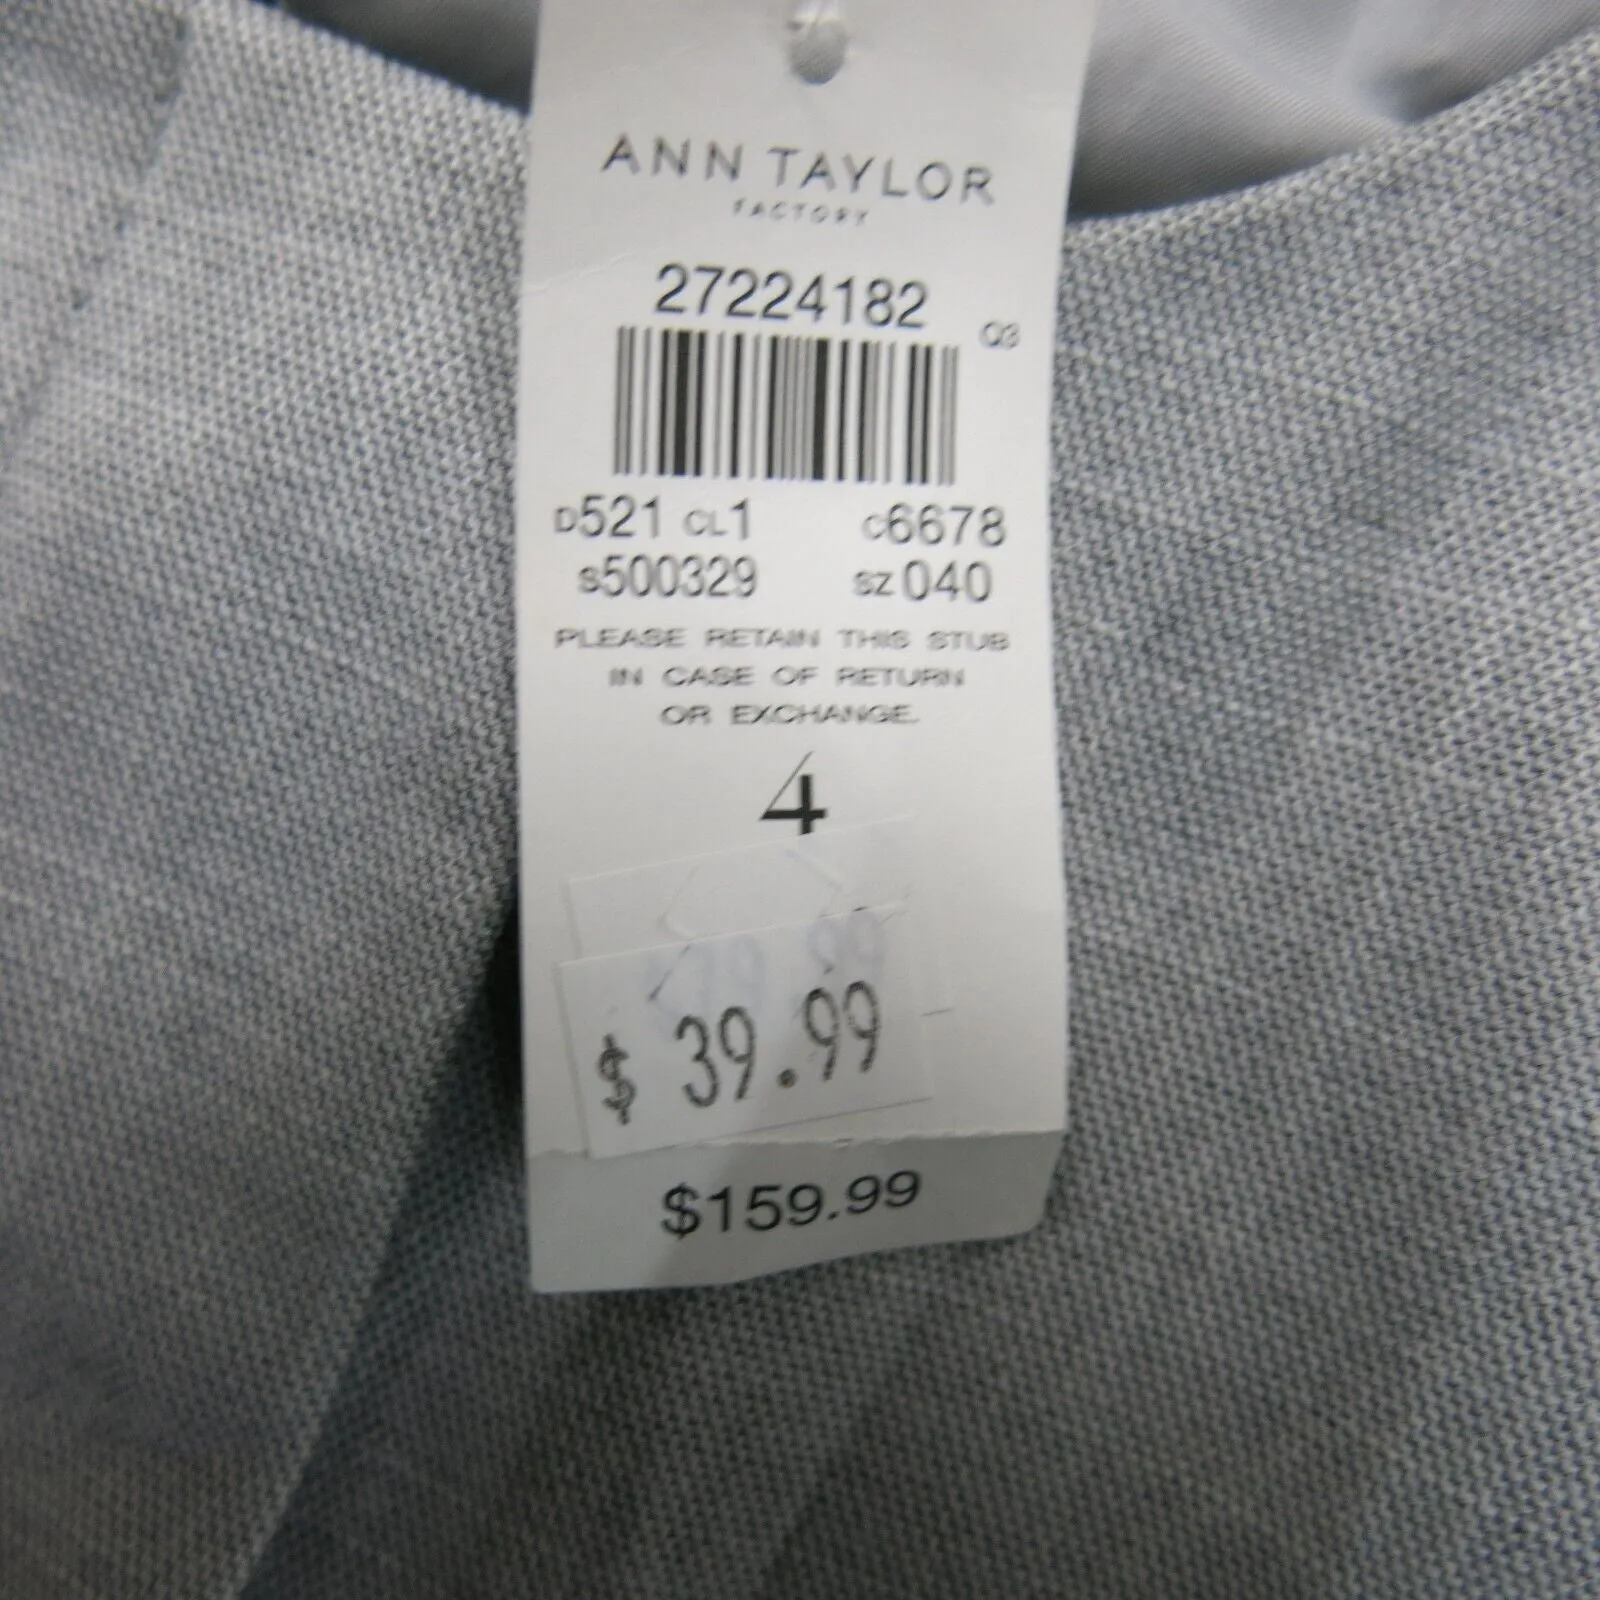 ANN TAYLOR
FACTORY
27224182
Q3
D521 CL1 C6678
S500329 SZ 040
PLEASE RETAIN THIS STUB
IN CASE OF RETURN
OR EXCHANGE.
4
$ 39.99
$159.99